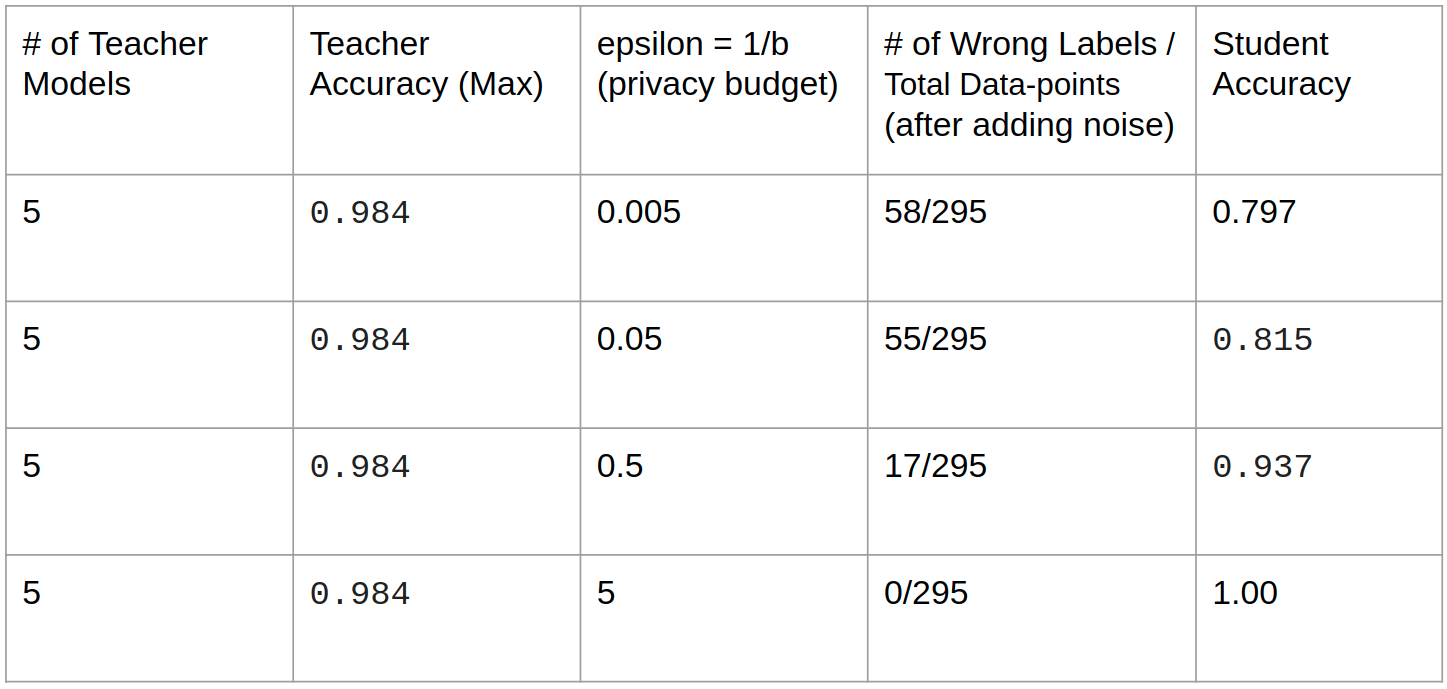 # of Teacher Models
Teacher Accuracy (Max)
epsilon = 1/b (privacy budget)
# of Wrong Labels / Total Data-points (after adding noise)
Student Accuracy
5 0.984 0.005 58/295 0.797
5 0.984 0.05 55/295 0.815
5 0.984 0.5 17/295 0.937
5 0.984 5 0/295 1.00